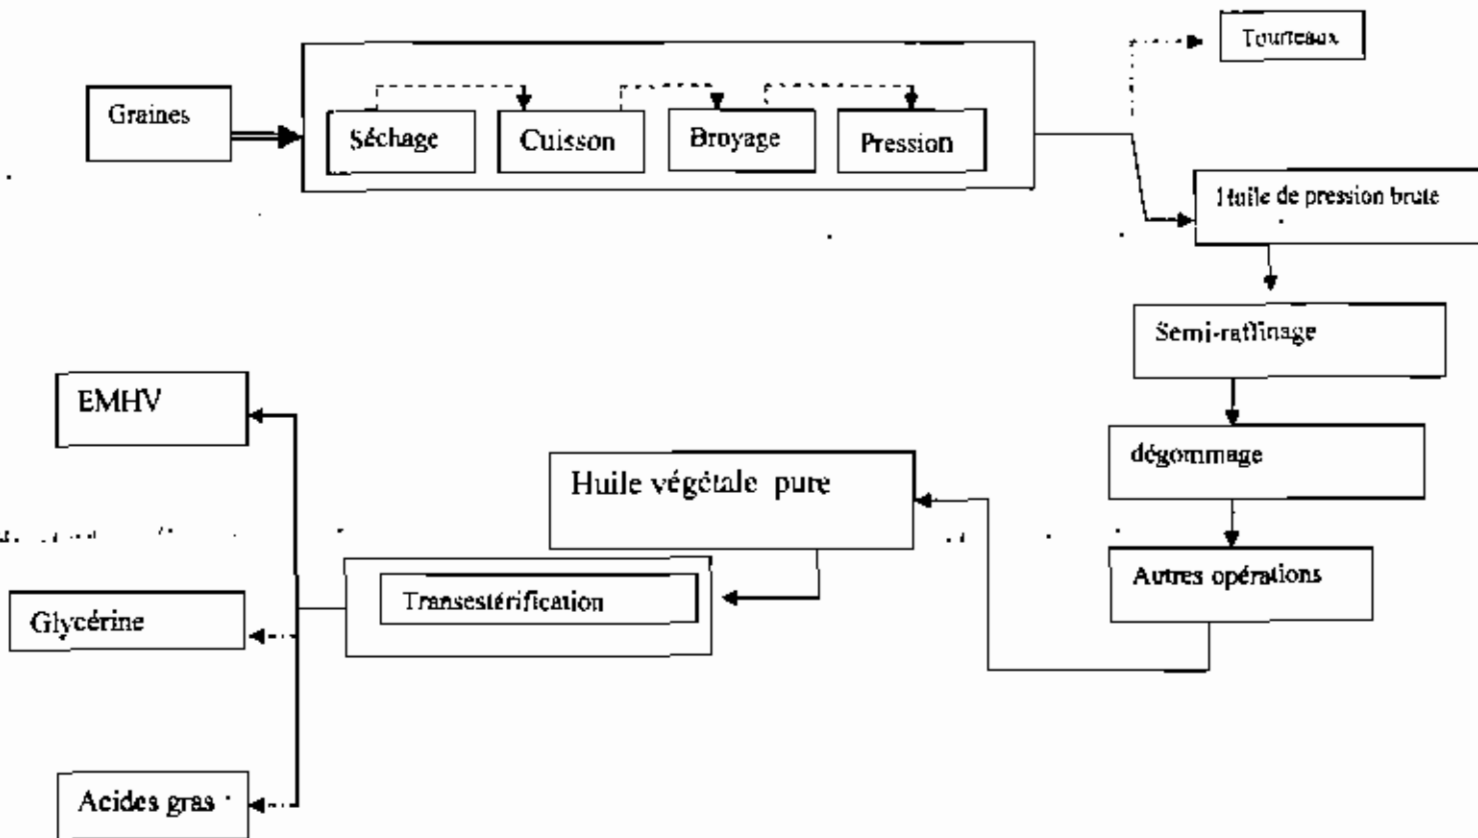 Tourteaux
Graines
Séchage
Cuisson
Broyage
Pression
Huile de pression brute
Semi-raffinage
dégommage
Autres opérations
Huile végétale pure
Transestérification
EMHV
Glycérine
Acides gras